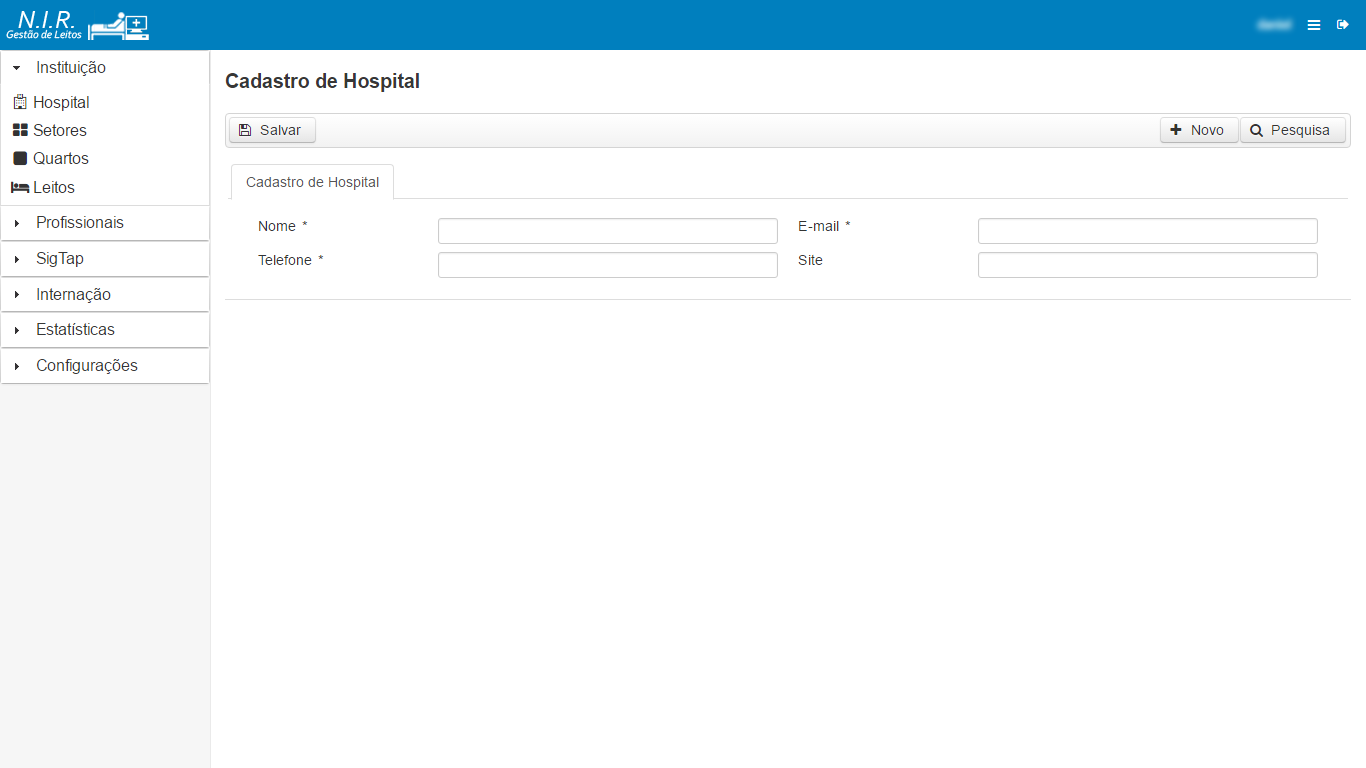 N.I.R.
Gestão de Leitos
Instituição
Hospital
Setores
Quartos
Leitos
Profissionais
SigTap
Internação
Estatísticas
Configurações
Cadastro de Hospital
Salvar
Novo
Pesquisa
Cadastro de Hospital
Nome *
E-mail *
Telefone *
Site